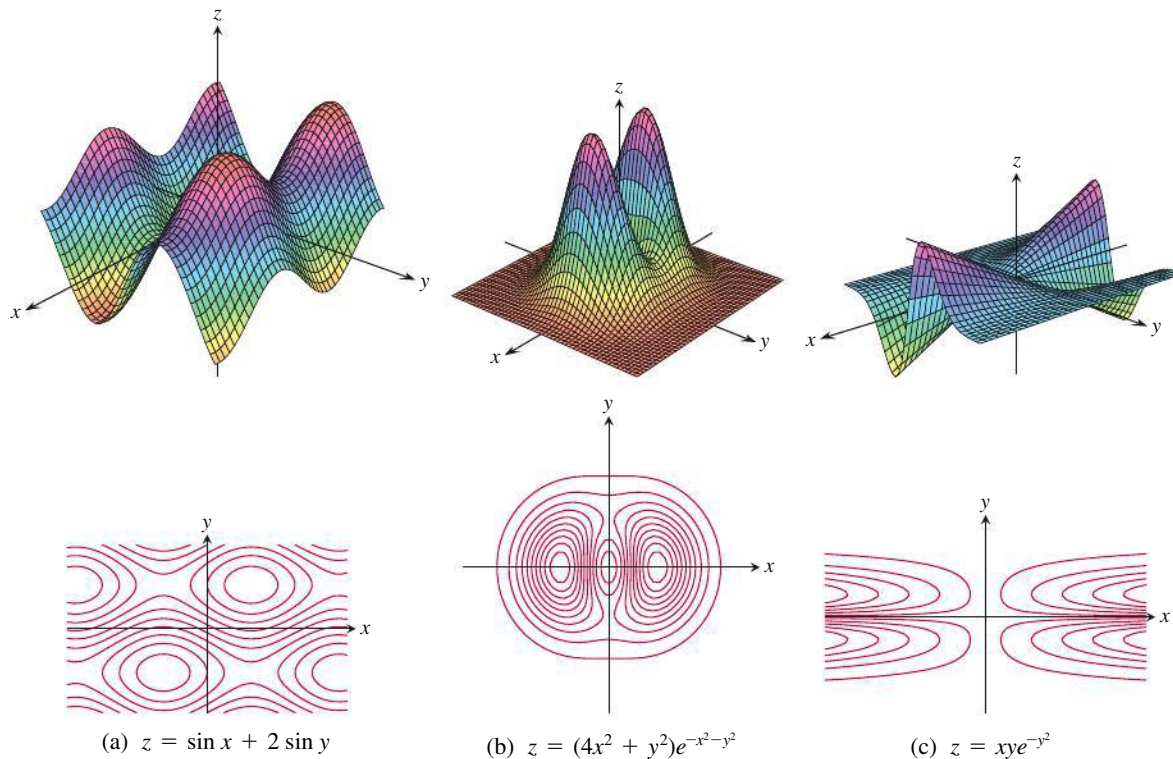 z
x
y
z
x
y
z
x
y
y
x
y
x
y
x
(a) z = sin x + 2 sin y
(b) z = (4x² + y²)e^{−x²−y²}
(c) z = xye^{−y²}